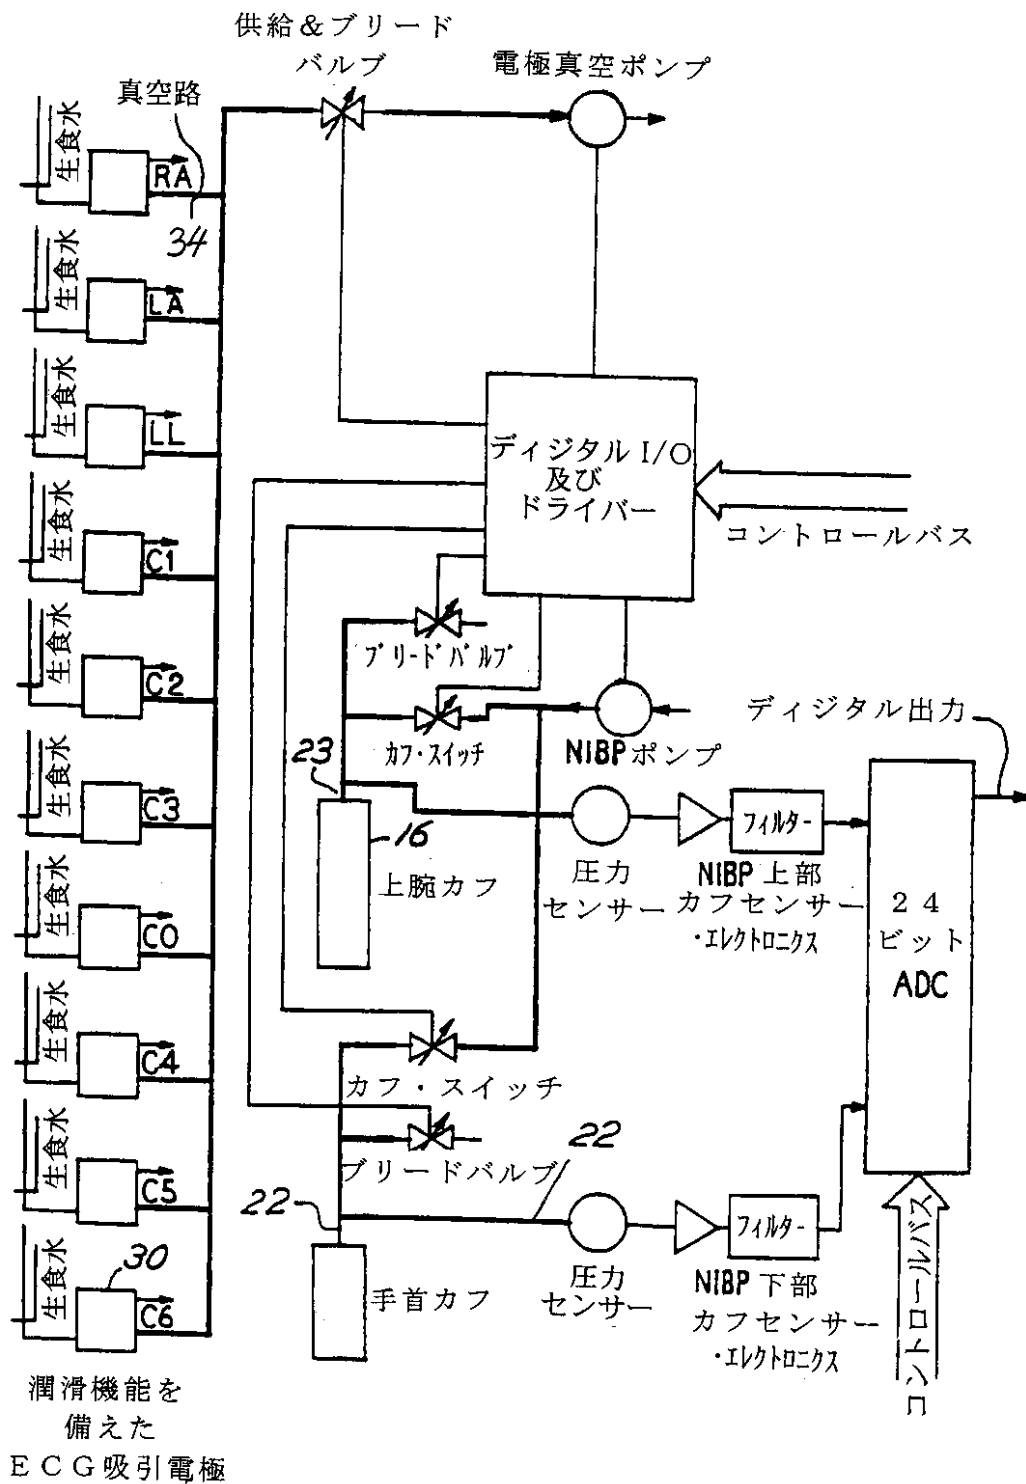 供給&ブリード
バルブ
電極真空ポンプ
真空路
34
生食水
RA
生食水
LA
生食水
LL
生食水
C1
生食水
C2
生食水
C3
生食水
C0
生食水
C4
生食水
C5
生食水
30
C6
潤滑機能を
備えた
ECG吸引電極
ディジタル I/O
及び
ドライバー
コントロールバス
ブリードバルブ
カフ・スイッチ
NIBPポンプ
23
16
上腕カフ
圧力
センサー
フィルター
NIBP 上部
カフセンサー
・エレクトロニクス
ディジタル出力
24
ビット
ADC
カフ・スイッチ
ブリードバルブ
22
22
手首カフ
圧力
センサー
フィルター
NIBP 下部
カフセンサー
・エレクトロニクス
コントロールバス